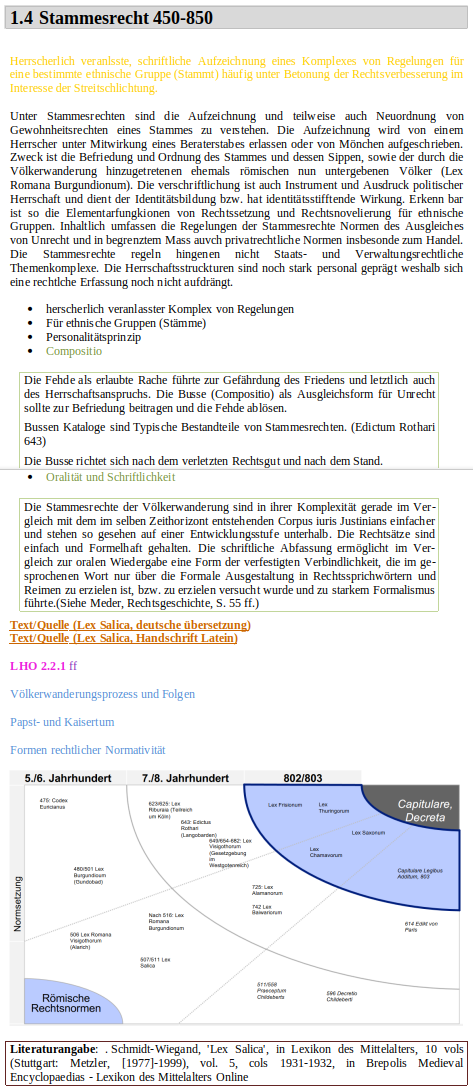 1.4 Stammesrecht 450-850
Herrscherlich veranlsste, schriftliche Aufzeichnung eines Komplexes von Regelungen für
eine bestimmte ethnische Gruppe (Stammt) häufig unter Betonung der Rechtsverbesserung im
Interesse der Streitschlichtung.
Unter Stammesrechten sind die Aufzeichnung und teilweise auch Neuordnung von
Gewohnheitsrechten eines Stammes zu verstehen. Die Aufzeichnung wird von einem
Herrscher unter Mitwirkung eines Beraterstabes erlassen oder von Mönchen aufgeschrieben.
Zweck ist die Befriedung und Ordnung des Stammes und dessen Sippen, sowie der durch die
Völkerwanderung hinzugetretenen ehemals römischen nun untergebenen Völker (Lex
Romana Burgundionum). Die verschriftlichung ist auch Instrument und Ausdruck politischer
Herrschaft und dient der Identitätsbildung bzw. hat identitätsstifftende Wirkung. Erkenn bar
ist so die Elementarfungkionen von Rechtssetzung und Rechtsnovelierung für ethnische
Gruppen. Inhaltlich umfassen die Regelungen der Stammesrechte Normen des Ausgleiches
von Unrecht und in begrenztem Mass auvch privatrechtliche Normen insbesonde zum Handel.
Die Stammesrechte regeln hingenen nicht Staats- und Verwaltungsrechtliche
Themenkomplexe. Die Herrschaftsstruckturen sind noch stark personal geprägt weshalb sich
eine rechtliche Erfassung noch nicht aufdrängt.
• herscherlich veranlasster Komplex von Regelungen
• Für ethnische Gruppen (Stämme)
• Personalitätsprinzip
• Compositio
Die Fehde als erlaubte Rache führte zur Gefährdung des Friedens und letztlich auch
des Herrschaftsanspruchs. Die Busse (Compositio) als Ausgleichsform für Unrecht
sollte zur Befriedung beitragen und die Fehde ablösen.
Bussen Kataloge sind Typische Bestandteile von Stammesrechten. (Edictum Rothari
643)
Die Busse richtet sich nach dem verletzten Rechtsgut und nach dem Stand.
• Oralität und Schriftlichkeit
Die Stammesrechte der Völkerwanderung sind in ihrer Komplexität gerade im Ver-
gleich mit dem im selben Zeithorizont entstehenden Corpus iuris Justinians einfacher
und stehen so gesehen auf einer Entwicklungsstufe unterhalb. Die Rechtsätze sind
einfach und Formelhaft gehalten. Die schriftliche Abfassung ermöglicht im Ver-
gleich zur oralen Wiedergabe eine Form der verfestigten Verbindlichkeit, die im ge-
sprochenen Wort nur über die Formale Ausgestaltung in Rechtssprichwörtern und
Reimen zu erzielen ist, bzw. zu erzielen versucht wurde und zu starkem Formalismus
führte.(Siehe Meder, Rechtsgeschichte, S. 55 ff.)
Text/Quelle (Lex Salica, deutsche übersetzung)
Text/Quelle (Lex Salica, Handschrift Latein)
LHO 2.2.1 ff
Völkerwanderungsprozess und Folgen
Papst- und Kaisertum
Formen rechtlicher Normativität
5./6. Jahrhundert 7./8. Jahrhundert 802/803
475: Codex
Euricianus
623/625: Lex
Riburaia (Teilreich
um Köln)
643: Edictus
Rothari
(Langobarden)
649/654-682: Lex
Visigothorum
(Gesetzgebung
im
Westgotenreich)
Lex Frisionum
Lex
Thuringorum
Lex Saxonum
Lex
Chamavorum
Capitulare,
Decreta
Capitulare Legibus
Additum, 803
480/501 Lex
Burgundioum
(Gundobad)
725: Lex
Alamanorum
742 Lex
Baiwariorum
Nach 516: Lex
Romana
Burgundionum
614 Edikt von
Paris
506 Lex Romana
Visigothorum
(Alarich)
507/511 Lex
Salica
511/558
Praeceptum
Childeberts
596 Decretio
Childeberti
Normsetzung
Römische
Rechtsnormen
Literaturangabe: . Schmidt-Wiegand, 'Lex Salica', in Lexikon des Mittelalters, 10 vols
(Stuttgart: Metzler, [1977]-1999), vol. 5, cols 1931-1932, in Brepolis Medieval
Encyclopaedias - Lexikon des Mittelalters Online